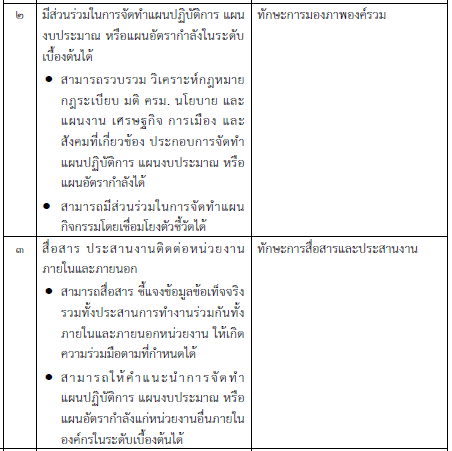 ๒ มีส่วนร่วมในการจัดทำแผนปฏิบัติการ แผน ทักษะการมองภาพองค์รวม
งบประมาณ หรือแผนอัตรากำลังในระดับ
เบื้องต้นได้
● สามารถรวบรวม วิเคราะห์กฎหมาย
กฎระเบียบ มติ ครม. นโยบาย และ
แผนงาน เศรษฐกิจ การเมือง และ
สังคมที่เกี่ยวข้อง ประกอบการจัดทำ
แผนปฏิบัติการ แผนงบประมาณ หรือ
แผนอัตรากำลังได้
● สามารถมีส่วนร่วมในการจัดทำแผน
กิจกรรมโดยเชื่อมโยงตัวชี้วัดได้
๓ สื่อสาร ประสานงานติดต่อหน่วยงาน ทักษะการสื่อสารและประสานงาน
ภายในและภายนอก
● สามารถสื่อสาร ชี้แจงข้อมูลข้อเท็จจริง
รวมทั้งประสานการทำงานร่วมกันทั้ง
ภายในและภายนอกหน่วยงาน ให้เกิด
ความร่วมมือตามที่กำหนดได้
● สามารถให้คำแนะนำการจัดทำ
แผนปฏิบัติการ แผนงบประมาณ หรือ
แผนอัตรากำลังแก่หน่วยงานอื่นภายใน
องค์กรในระดับเบื้องต้นได้